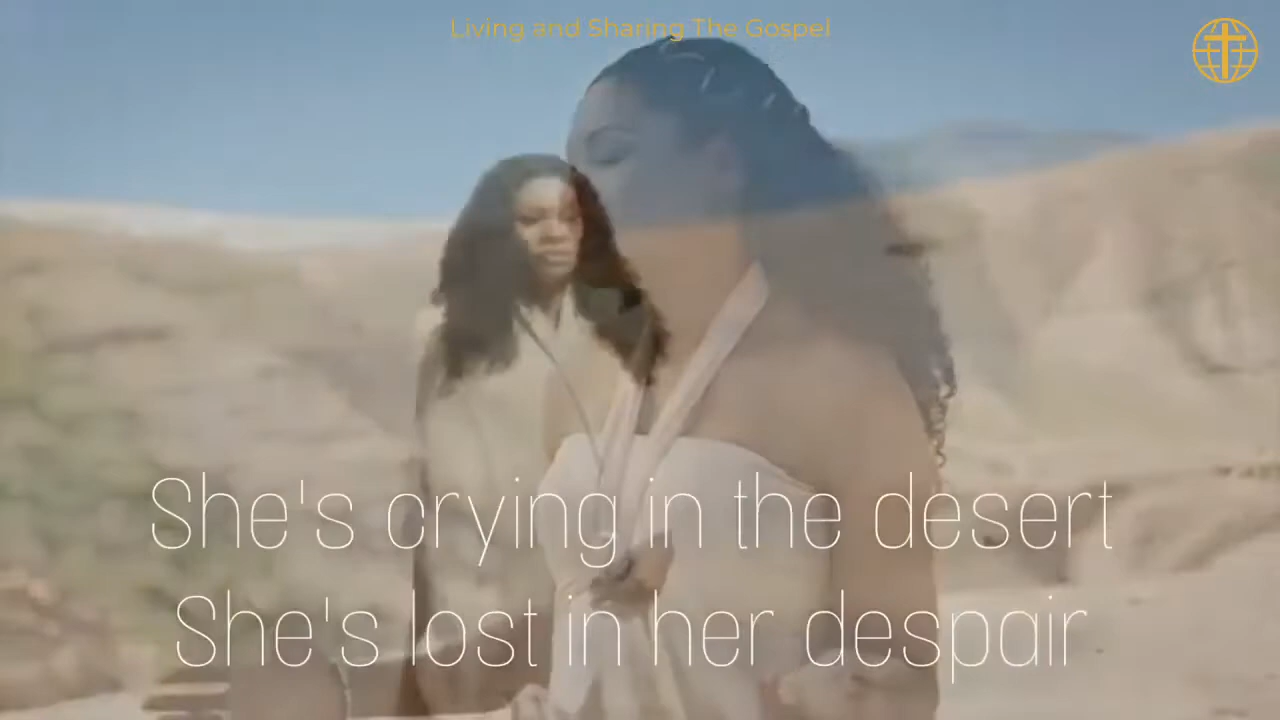 Living and Sharing The Gospel
She's crying in the desert
She's lost in her despair